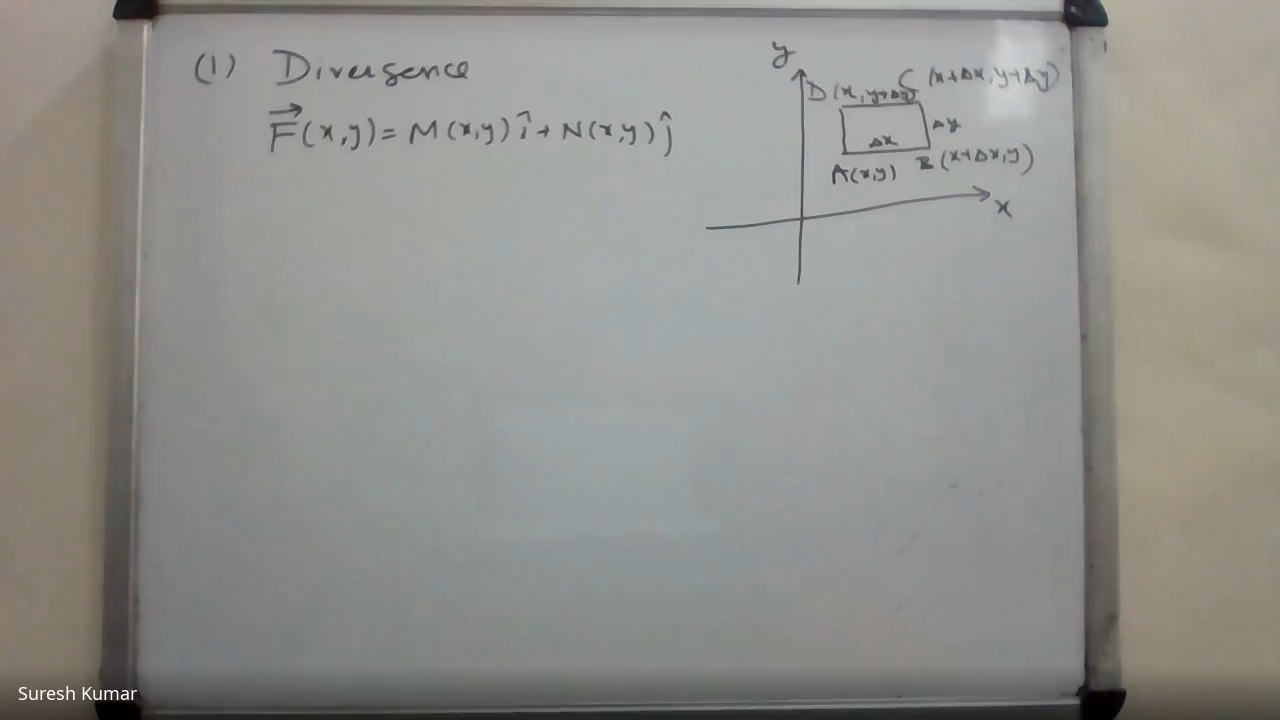 (1) Divergence
F(x,y) = M(x,y) î + N(x,y) ĵ
y
D(x, y+Δy) C (x+Δx, y+Δy)
Δy
Δx
A(x,y) B (x+Δx, y)
x
Suresh Kumar